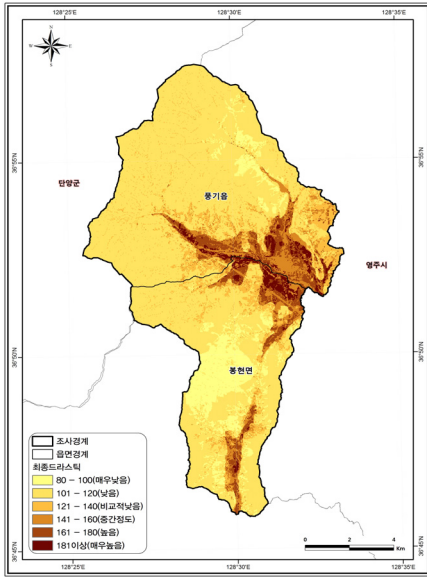 128°25'E
128°30'E
128°35'E
N
W
E
S
36°55'N
36°55'N
단양군
풍기읍
영주시
36°50'N
36°50'N
봉현면
조사경계
읍면경계
최종드라스틱
80 - 100(매우낮음)
101 - 120(낮음)
121 - 140(비교적낮음)
141 - 160(중간정도)
161 - 180(높음)
181이상(매우높음)
0 2 4
Km
36°45'N
36°45'N
128°25'E
128°30'E
128°35'E